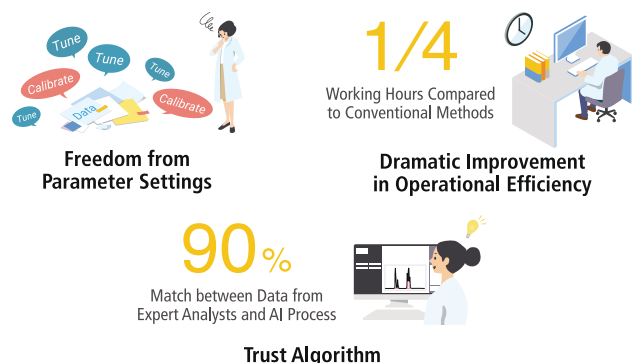 Tune
Tune
Tune
Calibrate
Data
Calibrate
Tune
Freedom from
Parameter Settings
1/4
Working Hours Compared
to Conventional Methods
Dramatic Improvement
in Operational Efficiency
90%
Match between Data from
Expert Analysts and AI Process
Trust Algorithm